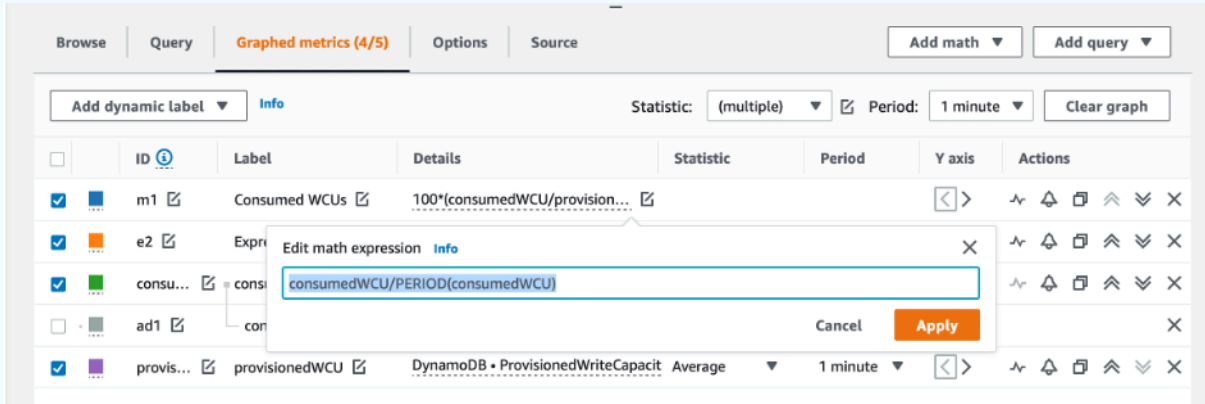 Browse Query Graphed metrics (4/5) Options Source Add math ▼ Add query ▼
Add dynamic label ▼ Info Statistic: (multiple) ▼ Period: 1 minute ▼ Clear graph
ID Label Details Statistic Period Y axis Actions
m1 Consumed WCUs 100*(consumedWCU/provision...
e2 Expre
Edit math expression Info
consu... consu
consumedWCU/PERIOD(consumedWCU)
ad1 con
Cancel Apply
provis... provisionedWCU DynamoDB • ProvisionedWriteCapacit Average ▼ 1 minute ▼